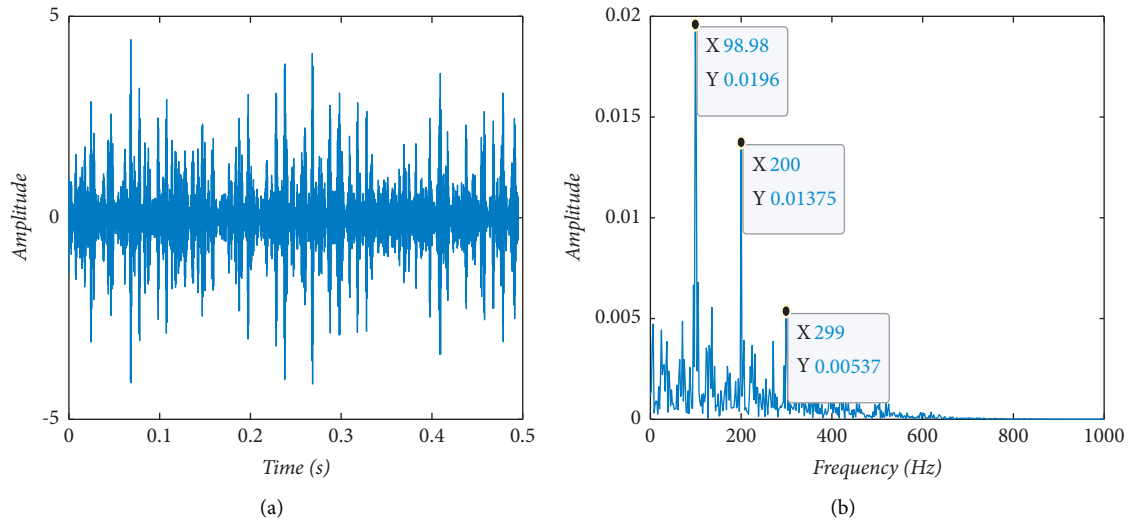 5
0
-5
Amplitude
0
0.1
0.2
0.3
0.4
0.5
Time (s)
(a)
0.02
0.015
0.01
0.005
0
Amplitude
X 98.98
Y 0.0196
X 200
Y 0.01375
X 299
Y 0.00537
0
200
400
600
800
1000
Frequency (Hz)
(b)